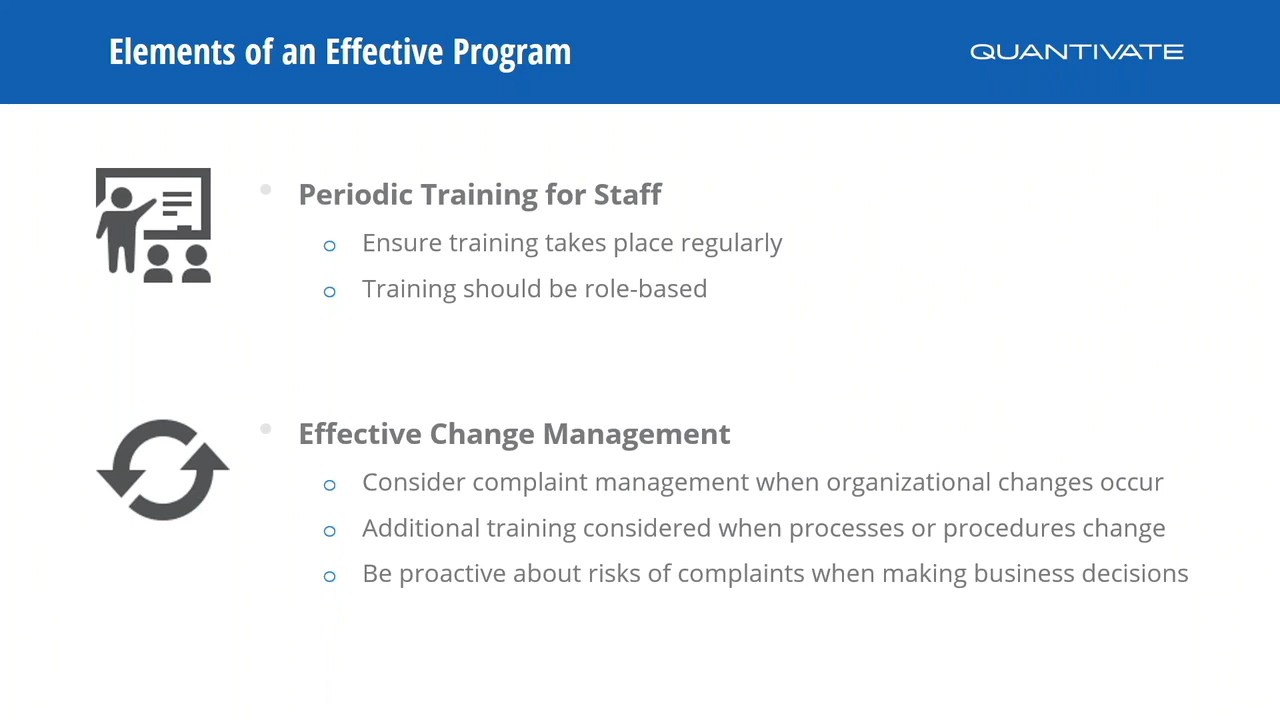 Elements of an Effective Program
QUANTIVATE
Periodic Training for Staff
Ensure training takes place regularly
Training should be role-based
Effective Change Management
Consider complaint management when organizational changes occur
Additional training considered when processes or procedures change
Be proactive about risks of complaints when making business decisions